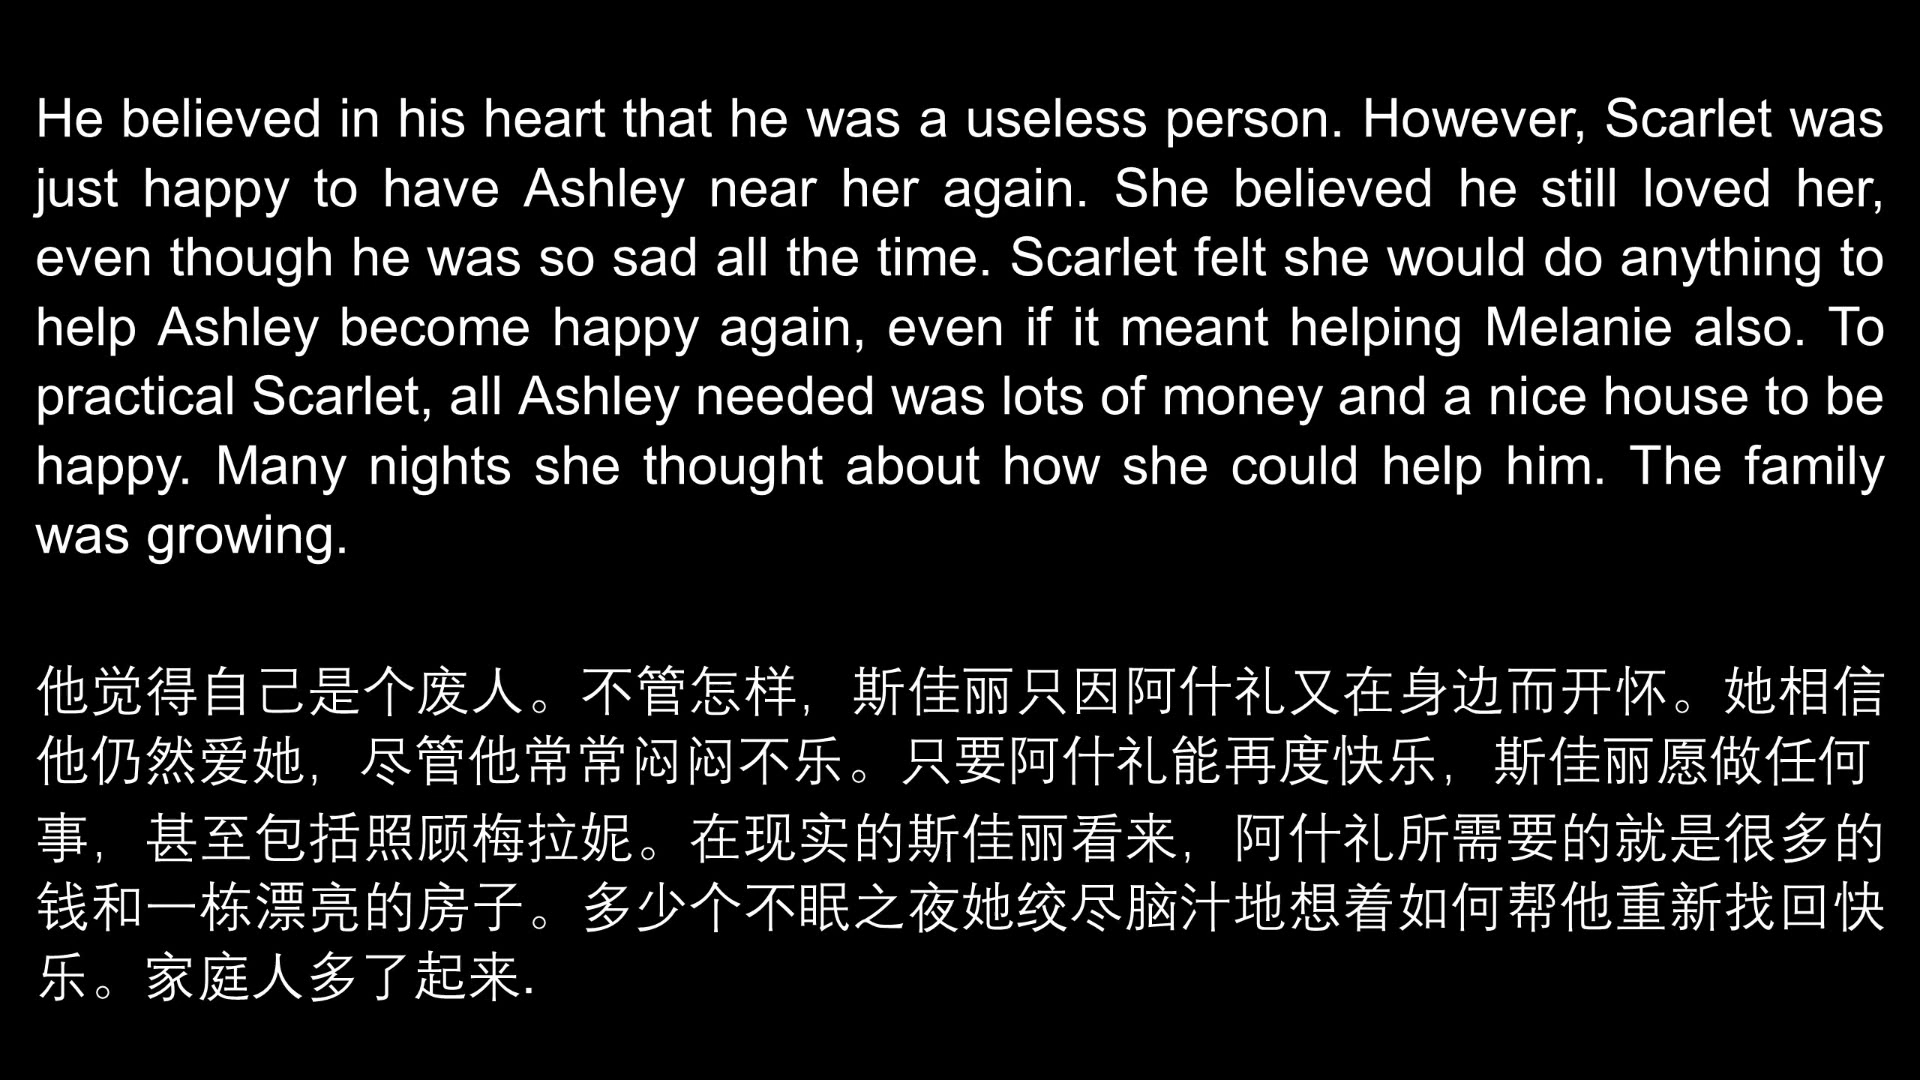 He believed in his heart that he was a useless person. However, Scarlet was
just happy to have Ashley near her again. She believed he still loved her,
even though he was so sad all the time. Scarlet felt she would do anything to
help Ashley become happy again, even if it meant helping Melanie also. To
practical Scarlet, all Ashley needed was lots of money and a nice house to be
happy. Many nights she thought about how she could help him. The family
was growing.
他觉得自己是个废人。不管怎样，斯佳丽只因阿什礼又在身边而开怀。她相信
他仍然爱她，尽管他常常闷闷不乐。只要阿什礼能再度快乐，斯佳丽愿做任何
事，甚至包括照顾梅拉妮。在现实的斯佳丽看来，阿什礼所需要的就是很多的
钱和一栋漂亮的房子。多少个不眠之夜她绞尽脑汁地想着如何帮他重新找回快
乐。家庭人多了起来.